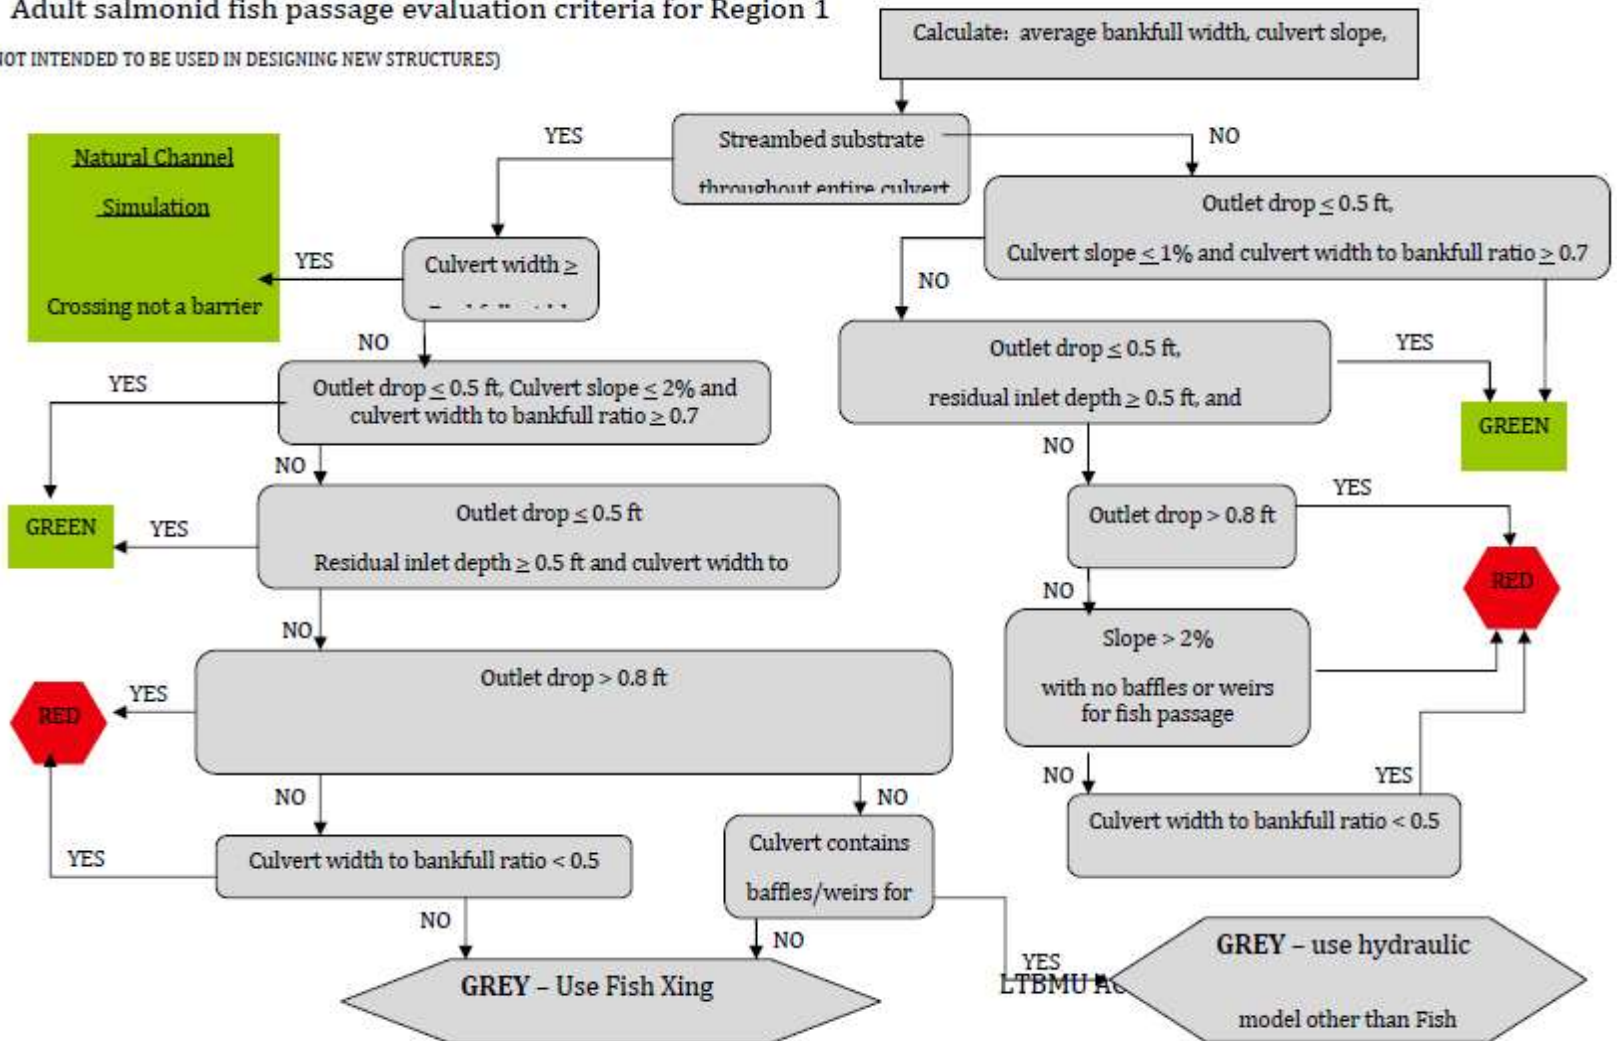 Adult salmonid fish passage evaluation criteria for Region 1
NOT INTENDED TO BE USED IN DESIGNING NEW STRUCTURES)
Calculate: average bankfull width, culvert slope,
Streambed substrate
throughout entire culvert
YES
NO
Natural Channel
Simulation
Crossing not a barrier
YES
Culvert width ≥
Outlet drop ≤ 0.5 ft,
Culvert slope ≤ 1% and culvert width to bankfull ratio ≥ 0.7
NO
NO
Outlet drop ≤ 0.5 ft,
residual inlet depth ≥ 0.5 ft, and
YES
GREEN
YES
Outlet drop ≤ 0.5 ft, Culvert slope ≤ 2% and
culvert width to bankfull ratio ≥ 0.7
NO
NO
GREEN
YES
Outlet drop ≤ 0.5 ft
Residual inlet depth ≥ 0.5 ft and culvert width to
Outlet drop > 0.8 ft
YES
RED
NO
NO
Slope > 2%
with no baffles or weirs
for fish passage
Outlet drop > 0.8 ft
YES
RED
NO
YES
Culvert width to bankfull ratio < 0.5
NO
NO
YES
Culvert width to bankfull ratio < 0.5
Culvert contains
baffles/weirs for
NO
NO
YES
LTBMU
GREY – Use Fish Xing
GREY – use hydraulic
model other than Fish